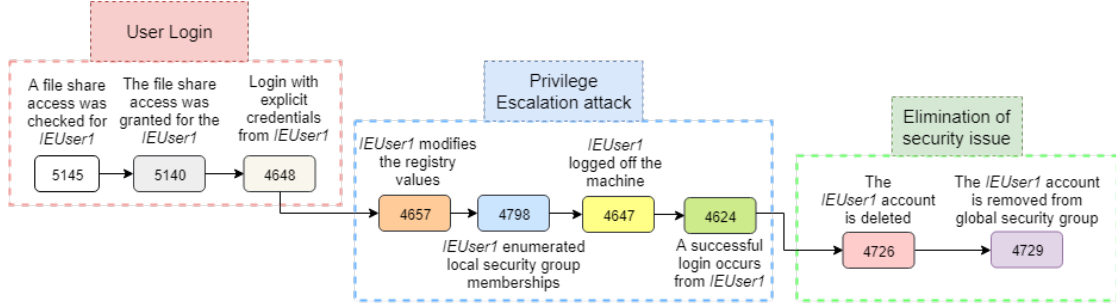 User Login
A file share
access was
checked for
IEUser1
The file share
access was
granted for the
IEUser1
Login with
explicit
credentials
from IEUser1
5145
5140
4648
Privilege
Escalation attack
IEUser1 modifies
the registry
values
IEUser1
logged off the
machine
4657
4798
4647
4624
IEUser1 enumerated
local security group
memberships
A successful
login occurs
from IEUser1
Elimination of
security issue
The
IEUser1 account
is deleted
The IEUser1 account
is removed from
global security group
4726
4729